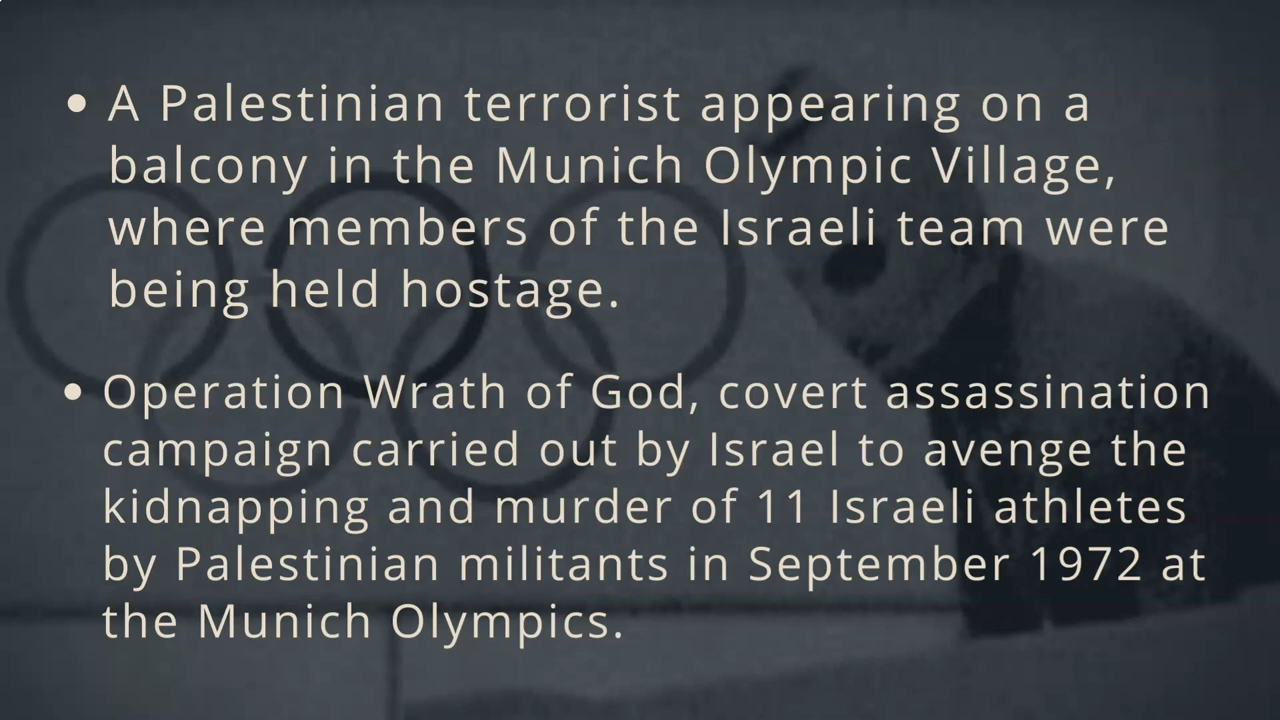 • A Palestinian terrorist appearing on a
balcony in the Munich Olympic Village,
where members of the Israeli team were
being held hostage.
• Operation Wrath of God, covert assassination
campaign carried out by Israel to avenge the
kidnapping and murder of 11 Israeli athletes
by Palestinian militants in September 1972 at
the Munich Olympics.